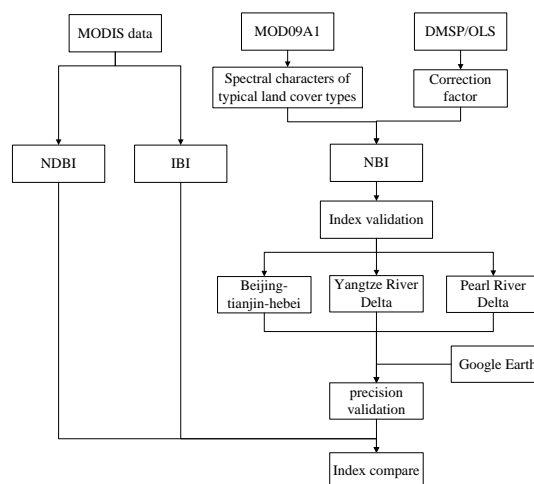 MODIS data
MOD09A1
DMSP/OLS
Spectral characters of
typical land cover types
Correction
factor
NDBI
IBI
NBI
Index validation
Beijing-
tianjin-hebei
Yangtze River
Delta
Pearl River
Delta
Google Earth
precision
validation
Index compare